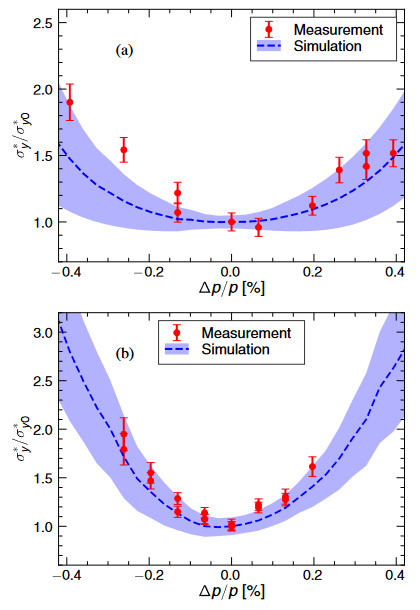 2.5
Measurement
Simulation
(a)
2.0
1.5
1.0
σ*y/σ*y0
−0.4 −0.2 0.0 0.2 0.4
Δp/p [%]
3.0
Measurement
Simulation
(b)
2.5
2.0
1.5
1.0
σ*y/σ*y0
−0.4 −0.2 0.0 0.2 0.4
Δp/p [%]